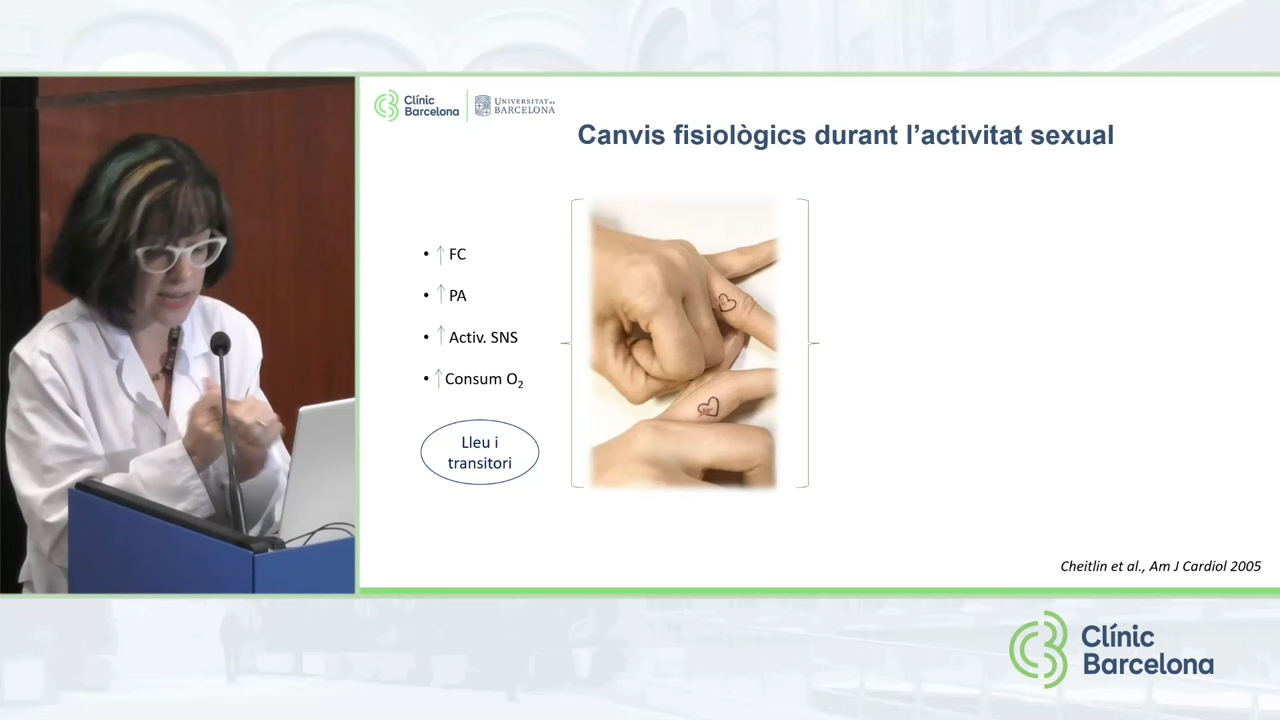 Clínic
Barcelona
UNIVERSITAT DE
BARCELONA
Canvis fisiològics durant l’activitat sexual
• ↑ FC
• ↑ PA
• ↑ Activ. SNS
• ↑ Consum O₂
Lleu i
transitori
Cheitlin et al., Am J Cardiol 2005
Clínic
Barcelona